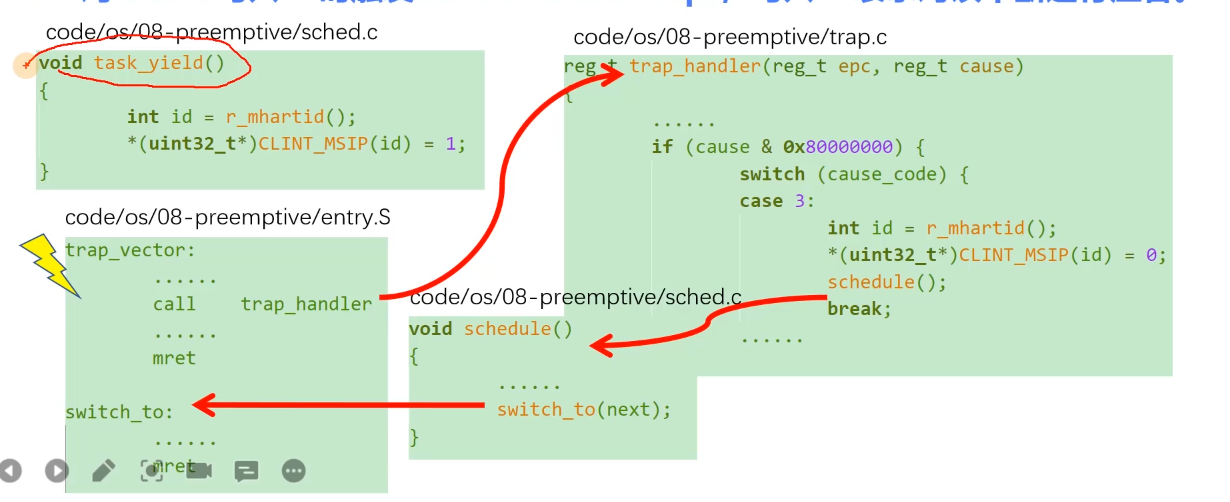 code/os/08-preemptive/sched.c
void task_yield()
{
int id = r_mhartid();
*(uint32_t*)CLINT_MSIP(id) = 1;
}
code/os/08-preemptive/entry.S
trap_vector:
......
call trap_handler
......
mret
switch_to:
......
mret
code/os/08-preemptive/trap.c
reg_t trap_handler(reg_t epc, reg_t cause)
{
......
if (cause & 0x80000000) {
switch (cause_code) {
case 3:
int id = r_mhartid();
*(uint32_t*)CLINT_MSIP(id) = 0;
schedule();
break;
......
code/os/08-preemptive/sched.c
void schedule()
{
......
switch_to(next);
}